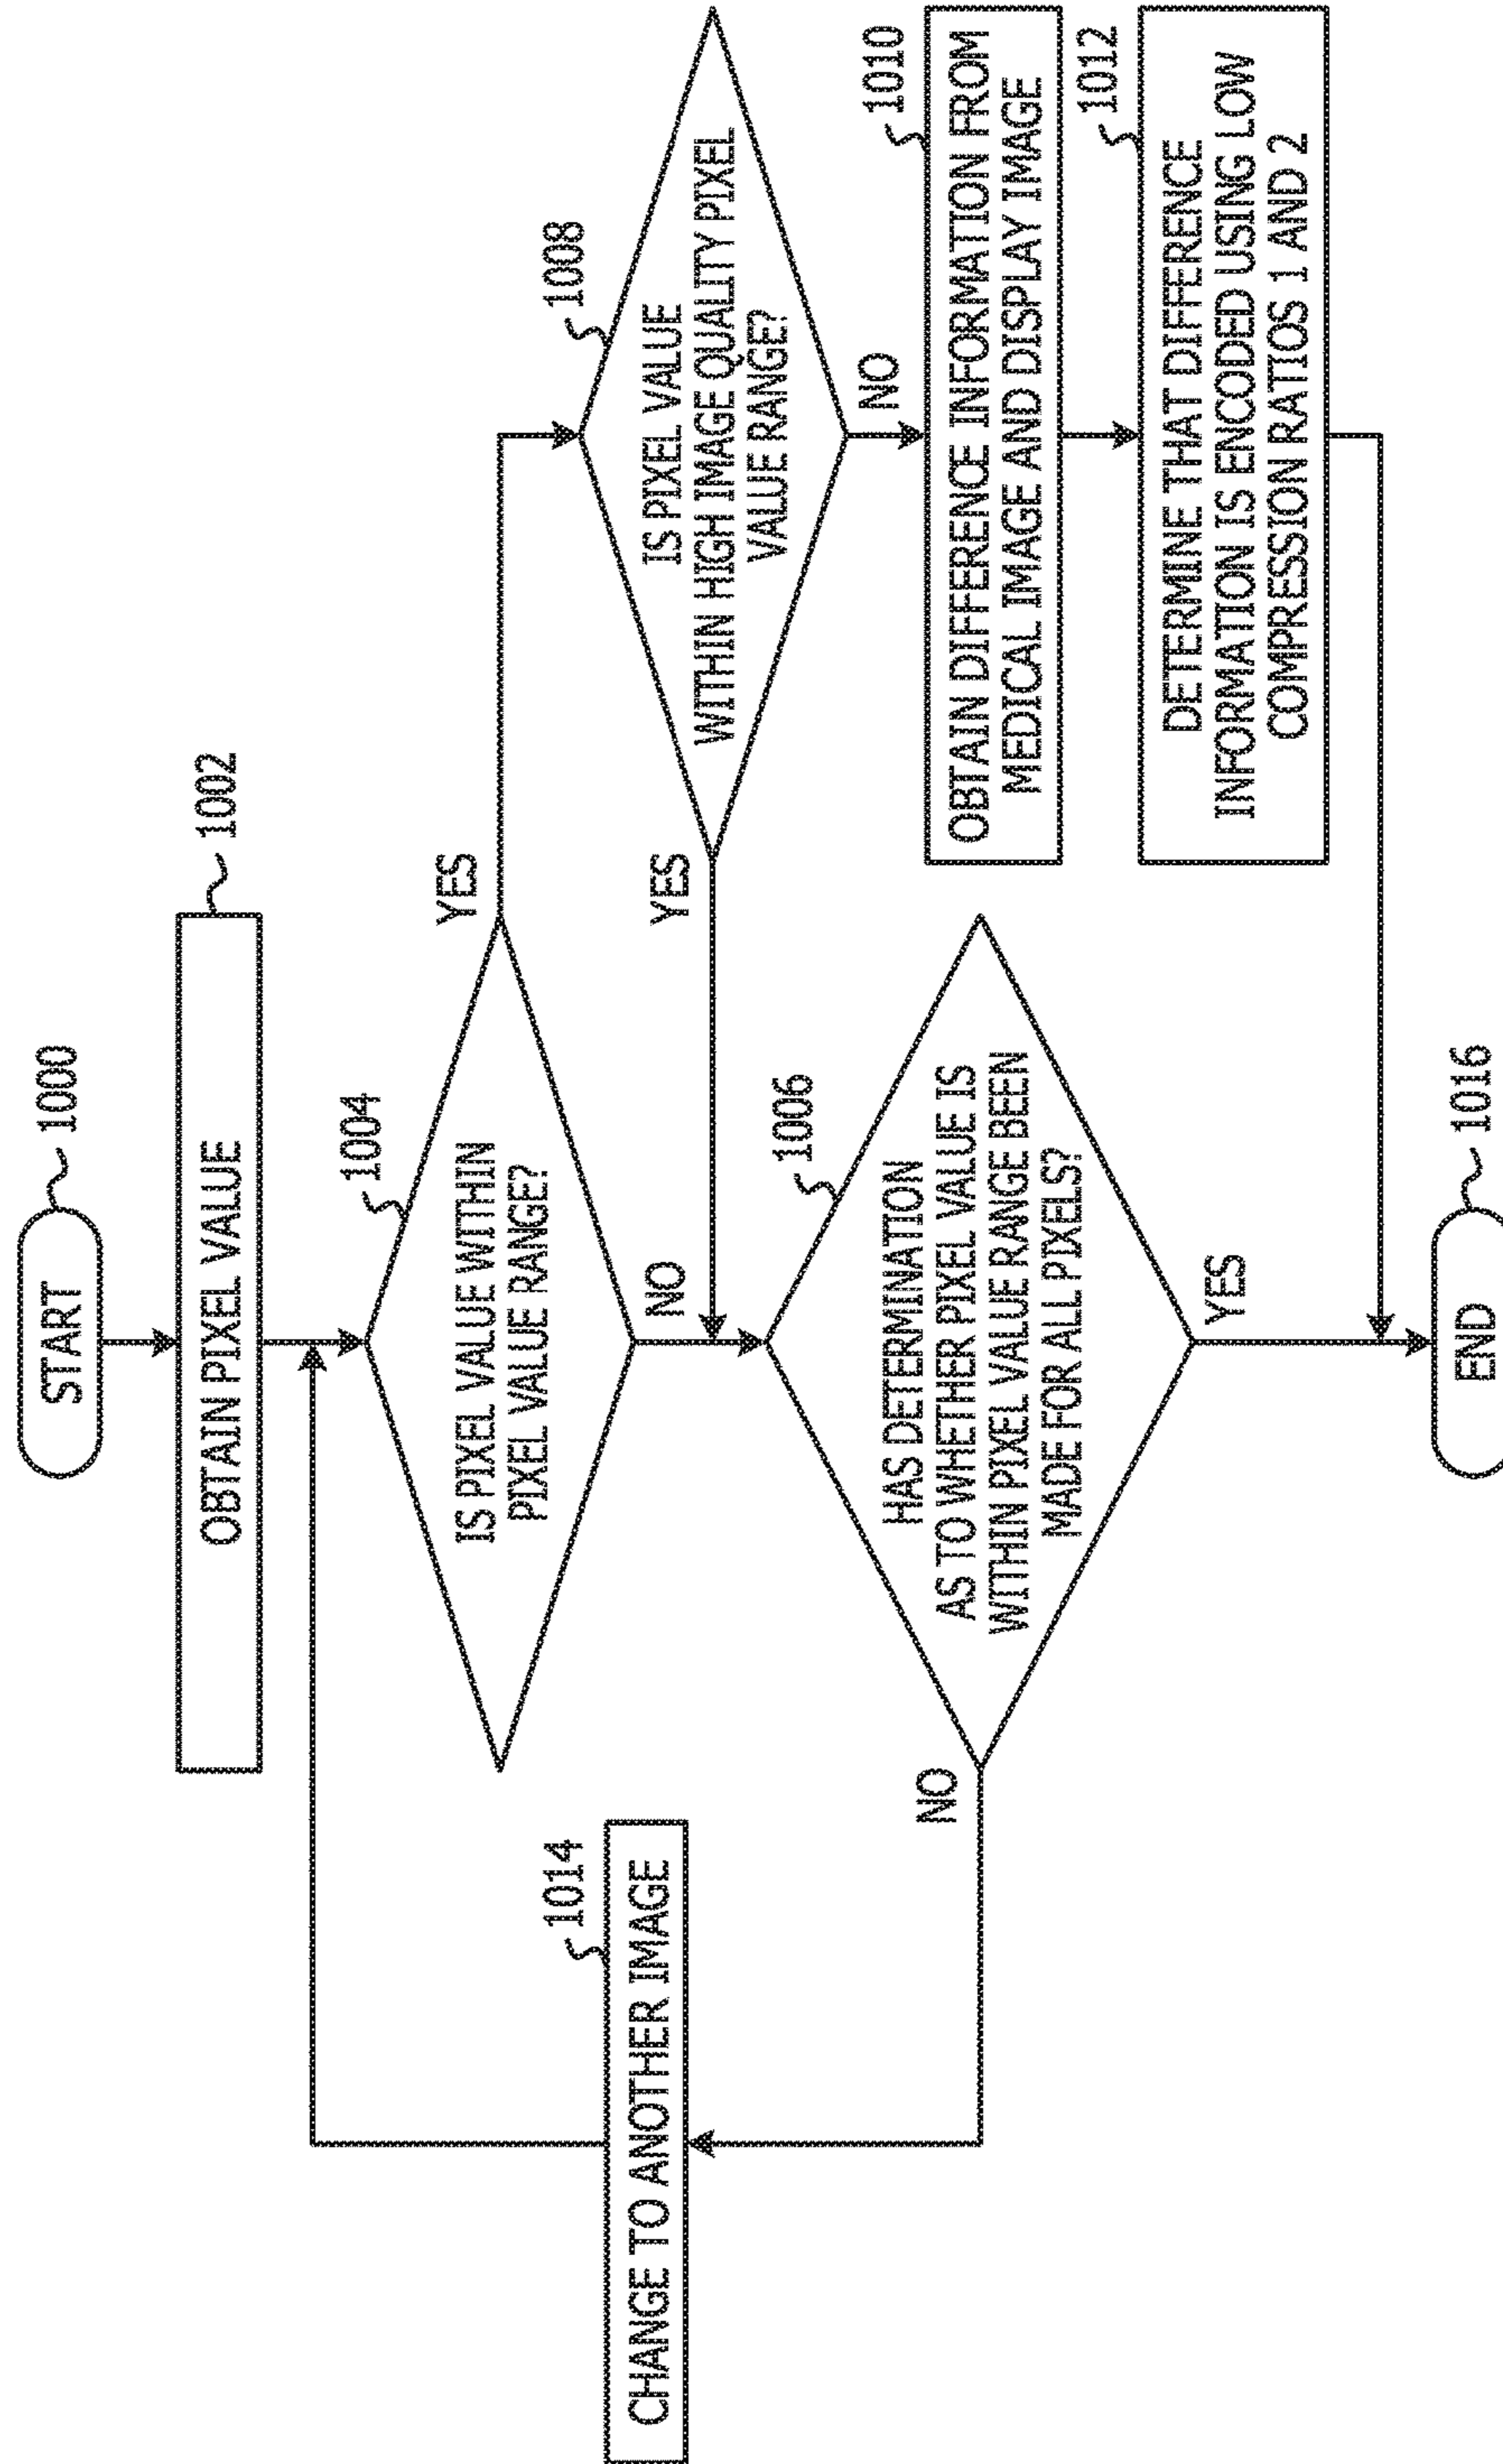 START
1000
OBTAIN PIXEL VALUE
1002
1004
IS PIXEL VALUE WITHIN
PIXEL VALUE RANGE?
YES
NO
1008
IS PIXEL VALUE
WITHIN HIGH IMAGE QUALITY PIXEL
VALUE RANGE?
YES
NO
1006
HAS DETERMINATION
AS TO WHETHER PIXEL VALUE IS
WITHIN PIXEL VALUE RANGE BEEN
MADE FOR ALL PIXELS?
NO
YES
1014
CHANGE TO ANOTHER IMAGE
1010
OBTAIN DIFFERENCE INFORMATION FROM
MEDICAL IMAGE AND DISPLAY IMAGE
1012
DETERMINE THAT DIFFERENCE
INFORMATION IS ENCODED USING LOW
COMPRESSION RATIOS 1 AND 2
END
1016